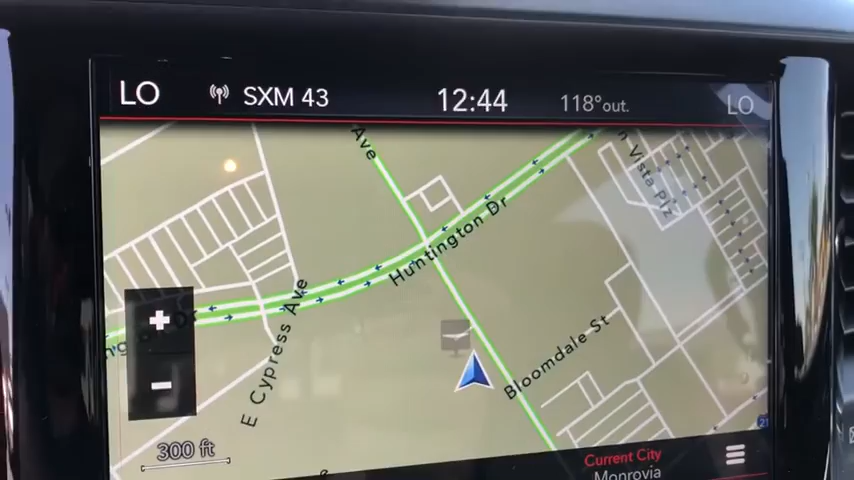 LO SXM 43 12:44 118°out. LO
Ave
n Vista Plz
Huntington Dr
E Cypress Ave
Bloomdale St
+
-
300 ft
21
Current City
Monrovia